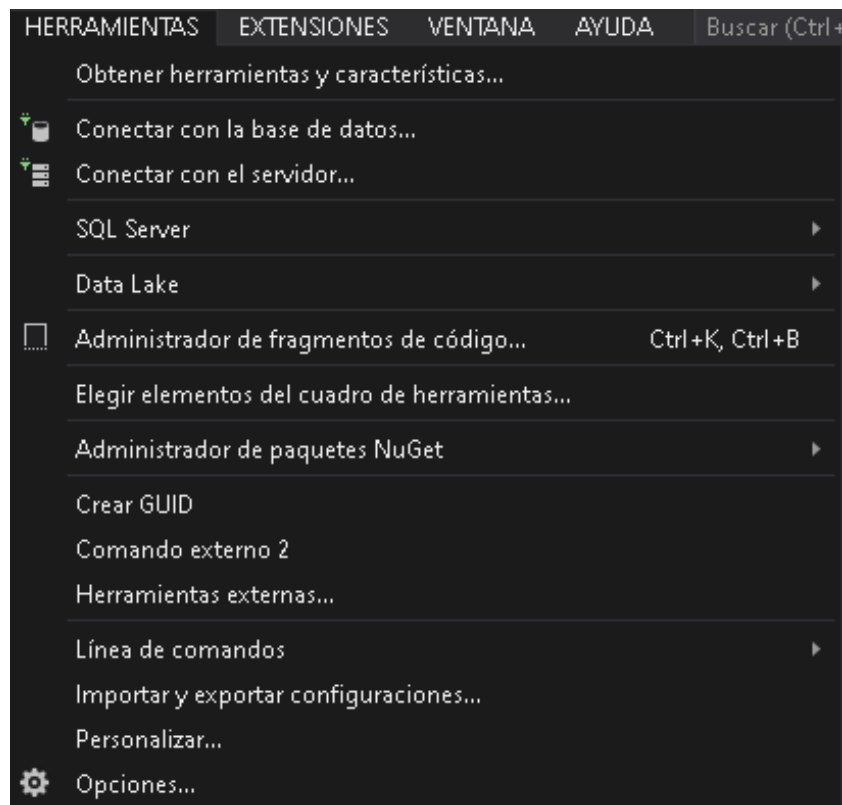 HERRAMIENTAS EXTENSIONES VENTANA AYUDA Buscar (Ctrl+
Obtener herramientas y características...
Conectar con la base de datos...
Conectar con el servidor...
SQL Server
Data Lake
Administrador de fragmentos de código... Ctrl+K, Ctrl+B
Elegir elementos del cuadro de herramientas...
Administrador de paquetes NuGet
Crear GUID
Comando externo 2
Herramientas externas...
Línea de comandos
Importar y exportar configuraciones...
Personalizar...
Opciones...